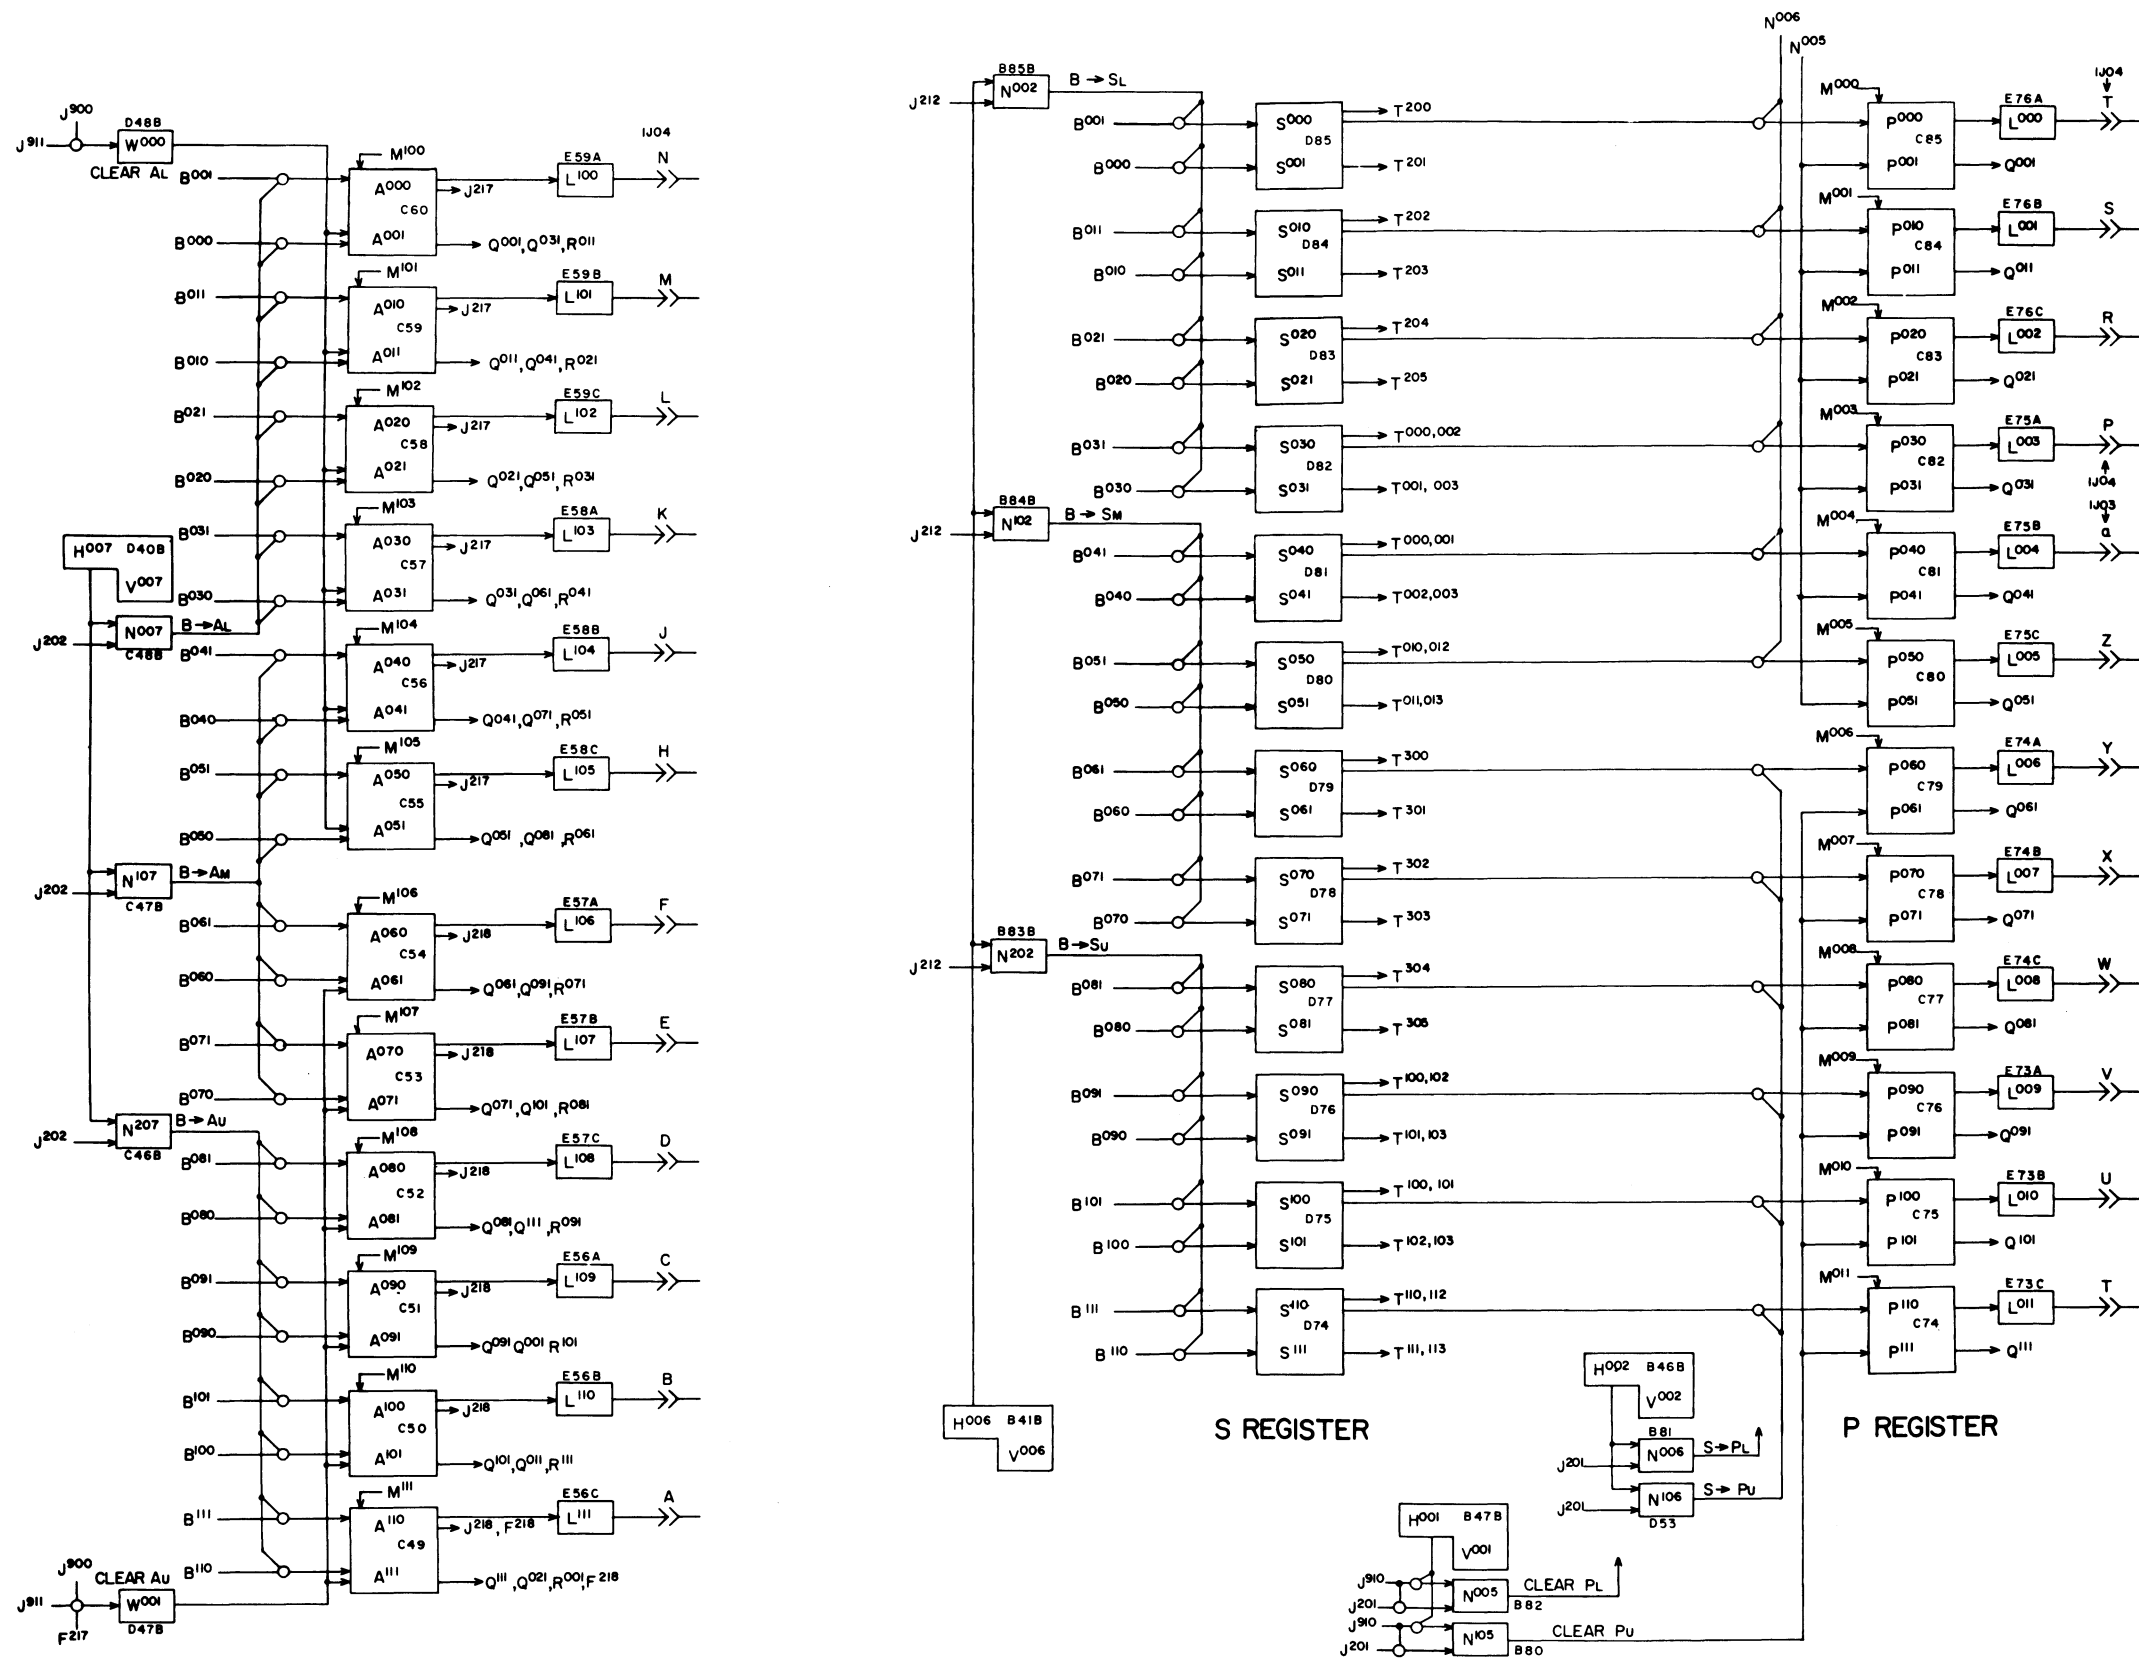 J⁹⁰⁰
J⁹¹¹
D48B
W⁰⁰⁰
CLEAR AL
1J04
B⁰⁰¹
B⁰⁰⁰
M¹⁰⁰
A⁰⁰⁰
C60
A⁰⁰¹
J²¹⁷
Q⁰⁰¹,Q⁰³¹,R⁰¹¹
E59A
L¹⁰⁰
N
B⁰¹¹
B⁰¹⁰
M¹⁰¹
A⁰¹⁰
C59
A⁰¹¹
J²¹⁷
Q⁰¹¹,Q⁰⁴¹,R⁰²¹
E59B
L¹⁰¹
M
B⁰²¹
B⁰²⁰
M¹⁰²
A⁰²⁰
C58
A⁰²¹
J²¹⁷
Q⁰²¹,Q⁰⁵¹,R⁰³¹
E59C
L¹⁰²
L
B⁰³¹
B⁰³⁰
M¹⁰³
A⁰³⁰
C57
A⁰³¹
J²¹⁷
Q⁰³¹,Q⁰⁶¹,R⁰⁴¹
E58A
L¹⁰³
K
H⁰⁰⁷ D40B
V⁰⁰⁷
J²⁰²
N⁰⁰⁷
C48B
B→AL
B⁰⁴¹
B⁰⁴⁰
M¹⁰⁴
A⁰⁴⁰
C56
A⁰⁴¹
J²¹⁷
Q⁰⁴¹,Q⁰⁷¹,R⁰⁵¹
E58B
L¹⁰⁴
J
B⁰⁵¹
B⁰⁵⁰
M¹⁰⁵
A⁰⁵⁰
C55
A⁰⁵¹
J²¹⁷
Q⁰⁵¹,Q⁰⁸¹,R⁰⁶¹
E58C
L¹⁰⁵
H
J²⁰²
N¹⁰⁷
C47B
B→AM
B⁰⁶¹
B⁰⁶⁰
M¹⁰⁶
A⁰⁶⁰
C54
A⁰⁶¹
J²¹⁸
Q⁰⁶¹,Q⁰⁹¹,R⁰⁷¹
E57A
L¹⁰⁶
F
B⁰⁷¹
B⁰⁷⁰
M¹⁰⁷
A⁰⁷⁰
C53
A⁰⁷¹
J²¹⁸
Q⁰⁷¹,Q¹⁰¹,R⁰⁸¹
E57B
L¹⁰⁷
E
J²⁰²
N²⁰⁷
C46B
B→AU
B⁰⁸¹
B⁰⁸⁰
M¹⁰⁸
A⁰⁸⁰
C52
A⁰⁸¹
J²¹⁸
Q⁰⁸¹,Q¹¹¹,R⁰⁹¹
E57C
L¹⁰⁸
D
B⁰⁹¹
B⁰⁹⁰
M¹⁰⁹
A⁰⁹⁰
C51
A⁰⁹¹
J²¹⁸
Q⁰⁹¹ Q⁰⁰¹ R¹⁰¹
E56A
L¹⁰⁹
C
B¹⁰¹
B¹⁰⁰
M¹¹⁰
A¹⁰⁰
C50
A¹⁰¹
J²¹⁸
Q¹⁰¹,Q⁰¹¹,R¹¹¹
E56B
L¹¹⁰
B
B¹¹¹
B¹¹⁰
M¹¹¹
A¹¹⁰
C49
A¹¹¹
J²¹⁸,F²¹⁸
Q¹¹¹,Q⁰²¹,R⁰⁰¹,F²¹⁸
E56C
L¹¹¹
A
J⁹⁰⁰
CLEAR AU
J⁹¹¹
W⁰⁰¹
D47B
F²¹⁷
J²¹²
B85B
N⁰⁰²
B→SL
B⁰⁰¹
B⁰⁰⁰
S⁰⁰⁰
D85
S⁰⁰¹
T²⁰⁰
T²⁰¹
B⁰¹¹
B⁰¹⁰
S⁰¹⁰
D84
S⁰¹¹
T²⁰²
T²⁰³
B⁰²¹
B⁰²⁰
S⁰²⁰
D83
S⁰²¹
T²⁰⁴
T²⁰⁵
B⁰³¹
B⁰³⁰
S⁰³⁰
D82
S⁰³¹
T⁰⁰⁰,⁰⁰²
T⁰⁰¹,⁰⁰³
J²¹²
B84B
N¹⁰²
B→SM
B⁰⁴¹
B⁰⁴⁰
S⁰⁴⁰
D81
S⁰⁴¹
T⁰⁰⁰,⁰⁰¹
T⁰⁰²,⁰⁰³
B⁰⁵¹
B⁰⁵⁰
S⁰⁵⁰
D80
S⁰⁵¹
T⁰¹⁰,⁰¹²
T⁰¹¹,⁰¹³
B⁰⁶¹
B⁰⁶⁰
S⁰⁶⁰
D79
S⁰⁶¹
T³⁰⁰
T³⁰¹
B⁰⁷¹
B⁰⁷⁰
S⁰⁷⁰
D78
S⁰⁷¹
T³⁰²
T³⁰³
J²¹²
B83B
N²⁰²
B→SU
B⁰⁸¹
B⁰⁸⁰
S⁰⁸⁰
D77
S⁰⁸¹
T³⁰⁴
T³⁰⁵
B⁰⁹¹
B⁰⁹⁰
S⁰⁹⁰
D76
S⁰⁹¹
T¹⁰⁰,¹⁰²
T¹⁰¹,¹⁰³
B¹⁰¹
B¹⁰⁰
S¹⁰⁰
D75
S¹⁰¹
T¹⁰⁰,¹⁰¹
T¹⁰²,¹⁰³
B¹¹¹
B¹¹⁰
S¹¹⁰
D74
S¹¹¹
T¹¹⁰,¹¹²
T¹¹¹,¹¹³
H⁰⁰⁶ B41B
V⁰⁰⁶
S REGISTER
N⁰⁰⁶
N⁰⁰⁵
M⁰⁰⁰
P⁰⁰⁰
C85
P⁰⁰¹
E76A
L⁰⁰⁰
Q⁰⁰¹
1J04
T
M⁰⁰¹
P⁰¹⁰
C84
P⁰¹¹
E76B
L⁰⁰¹
Q⁰¹¹
S
M⁰⁰²
P⁰²⁰
C83
P⁰²¹
E76C
L⁰⁰²
Q⁰²¹
R
M⁰⁰³
P⁰³⁰
C82
P⁰³¹
E75A
L⁰⁰³
Q⁰³¹
P
1J04
1J03
M⁰⁰⁴
P⁰⁴⁰
C81
P⁰⁴¹
E75B
L⁰⁰⁴
Q⁰⁴¹
a
M⁰⁰⁵
P⁰⁵⁰
C80
P⁰⁵¹
E75C
L⁰⁰⁵
Q⁰⁵¹
Z
M⁰⁰⁶
P⁰⁶⁰
C79
P⁰⁶¹
E74A
L⁰⁰⁶
Q⁰⁶¹
Y
M⁰⁰⁷
P⁰⁷⁰
C78
P⁰⁷¹
E74B
L⁰⁰⁷
Q⁰⁷¹
X
M⁰⁰⁸
P⁰⁸⁰
C77
P⁰⁸¹
E74C
L⁰⁰⁸
Q⁰⁸¹
W
M⁰⁰⁹
P⁰⁹⁰
C76
P⁰⁹¹
E73A
L⁰⁰⁹
Q⁰⁹¹
V
M⁰¹⁰
P¹⁰⁰
C75
P¹⁰¹
E73B
L⁰¹⁰
Q¹⁰¹
U
M⁰¹¹
P¹¹⁰
C74
P¹¹¹
E73C
L⁰¹¹
Q¹¹¹
T
P REGISTER
H⁰⁰² B46B
V⁰⁰²
B81
J²⁰¹
N⁰⁰⁶
S→PL
J²⁰¹
N¹⁰⁶
D53
S→PU
H⁰⁰¹ B47B
V⁰⁰¹
J⁹¹⁰
J²⁰¹
N⁰⁰⁵
B82
CLEAR PL
J⁹¹⁰
J²⁰¹
N¹⁰⁵
B80
CLEAR PU